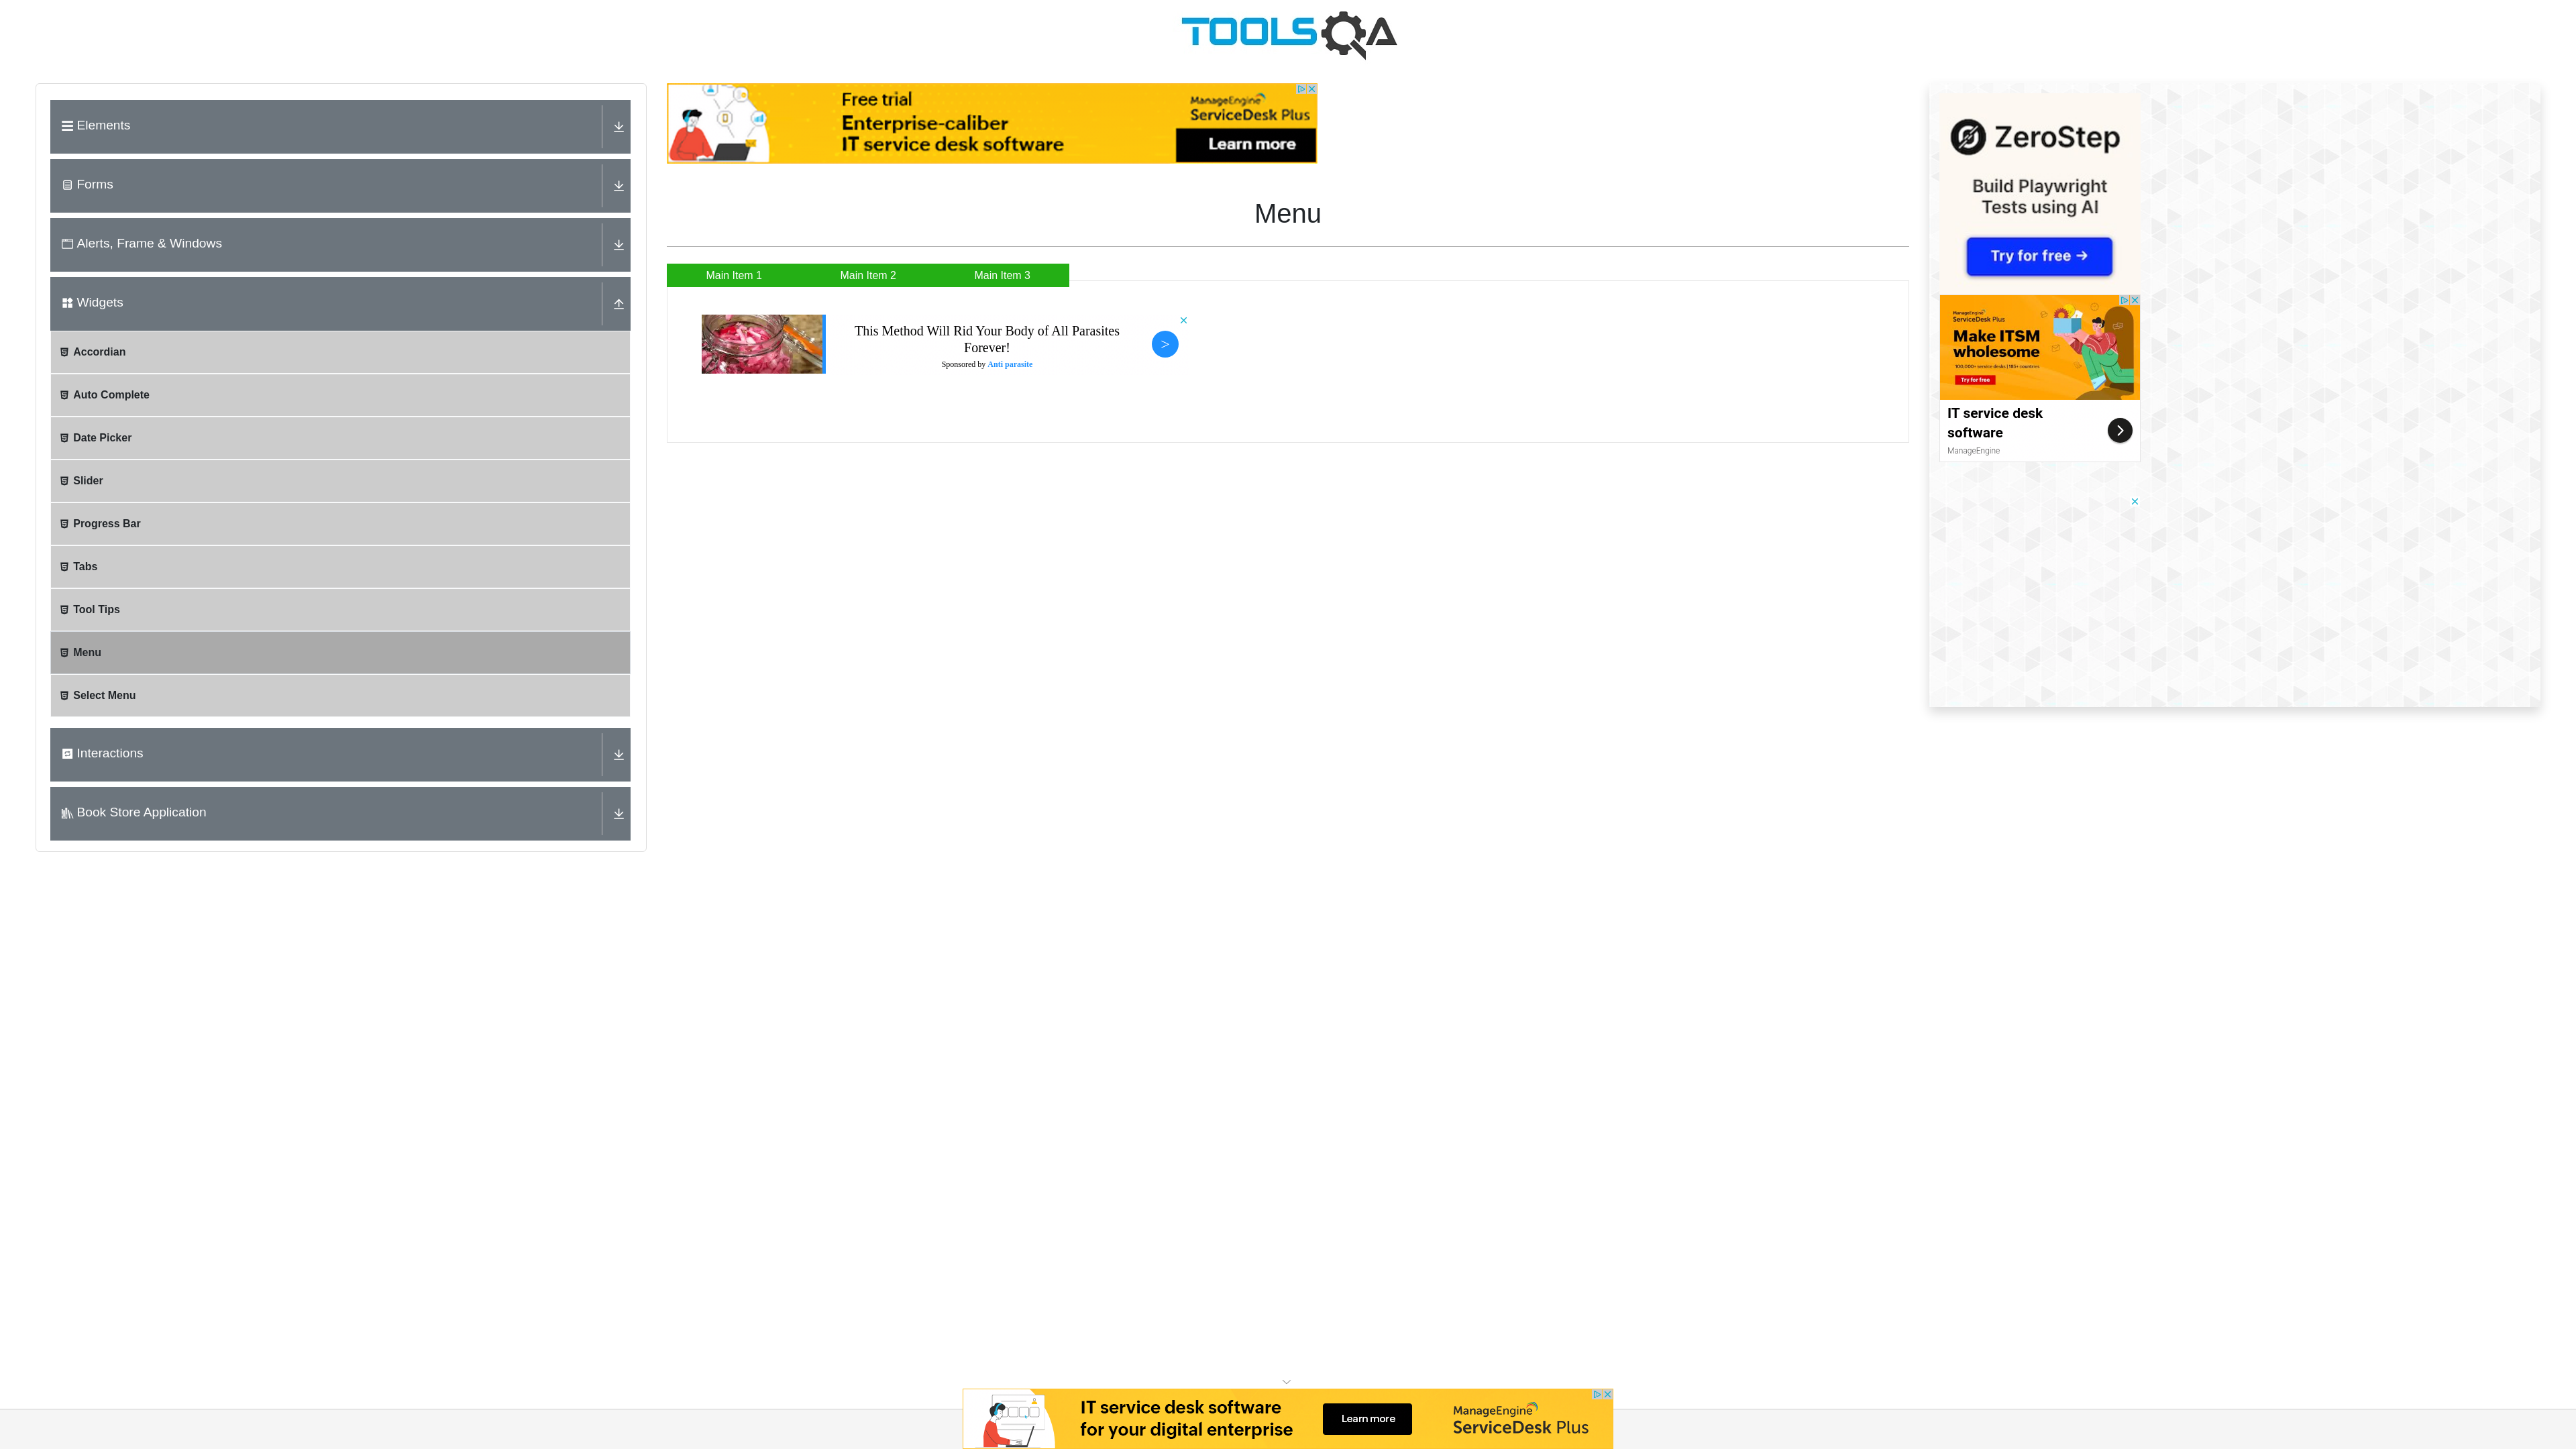 TOOLSQA
Elements
Forms
Alerts, Frame & Windows
Widgets
Accordian
Auto Complete
Date Picker
Slider
Progress Bar
Tabs
Tool Tips
Menu
Select Menu
Interactions
Book Store Application
Free trial
Enterprise-caliber
IT service desk software
ManageEngine
ServiceDesk Plus
Learn more
Menu
Main Item 1 Main Item 2 Main Item 3
This Method Will Rid Your Body of All Parasites
Forever!
Sponsored by Anti parasite
>
ZeroStep
Build Playwright
Tests using AI
Try for free →
ManageEngine
ServiceDesk Plus
Make ITSM
wholesome
Try for free
IT service desk
software
ManageEngine
IT service desk software
for your digital enterprise
Learn more
ManageEngine
ServiceDesk Plus